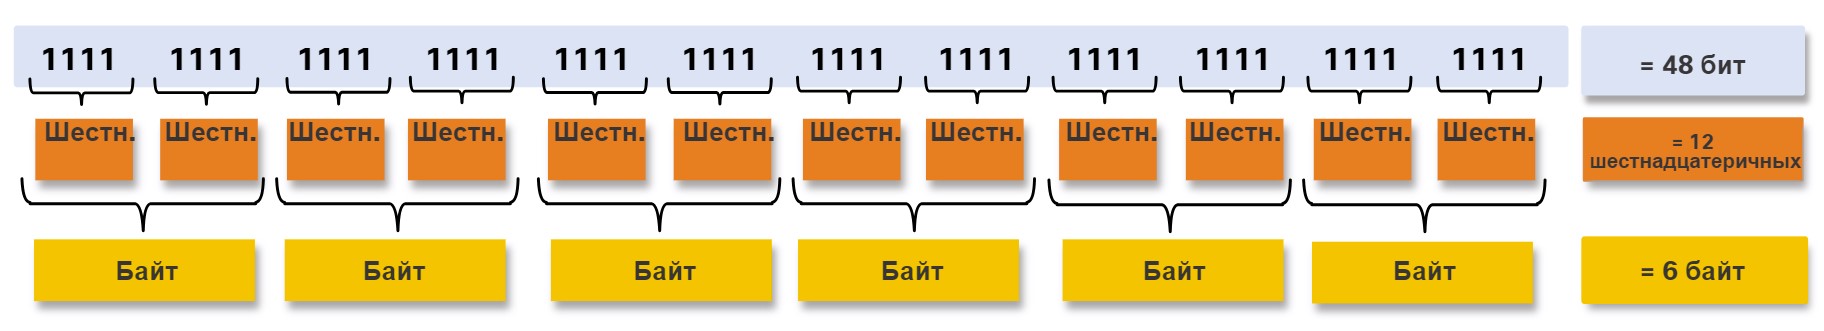 1111 1111 1111 1111 1111 1111 1111 1111 1111 1111 1111 1111 = 48 бит
Шестн. Шестн. Шестн. Шестн. Шестн. Шестн. Шестн. Шестн. Шестн. Шестн. Шестн. Шестн.
= 12
шестнадцатеричных
Байт Байт Байт Байт Байт Байт = 6 байт